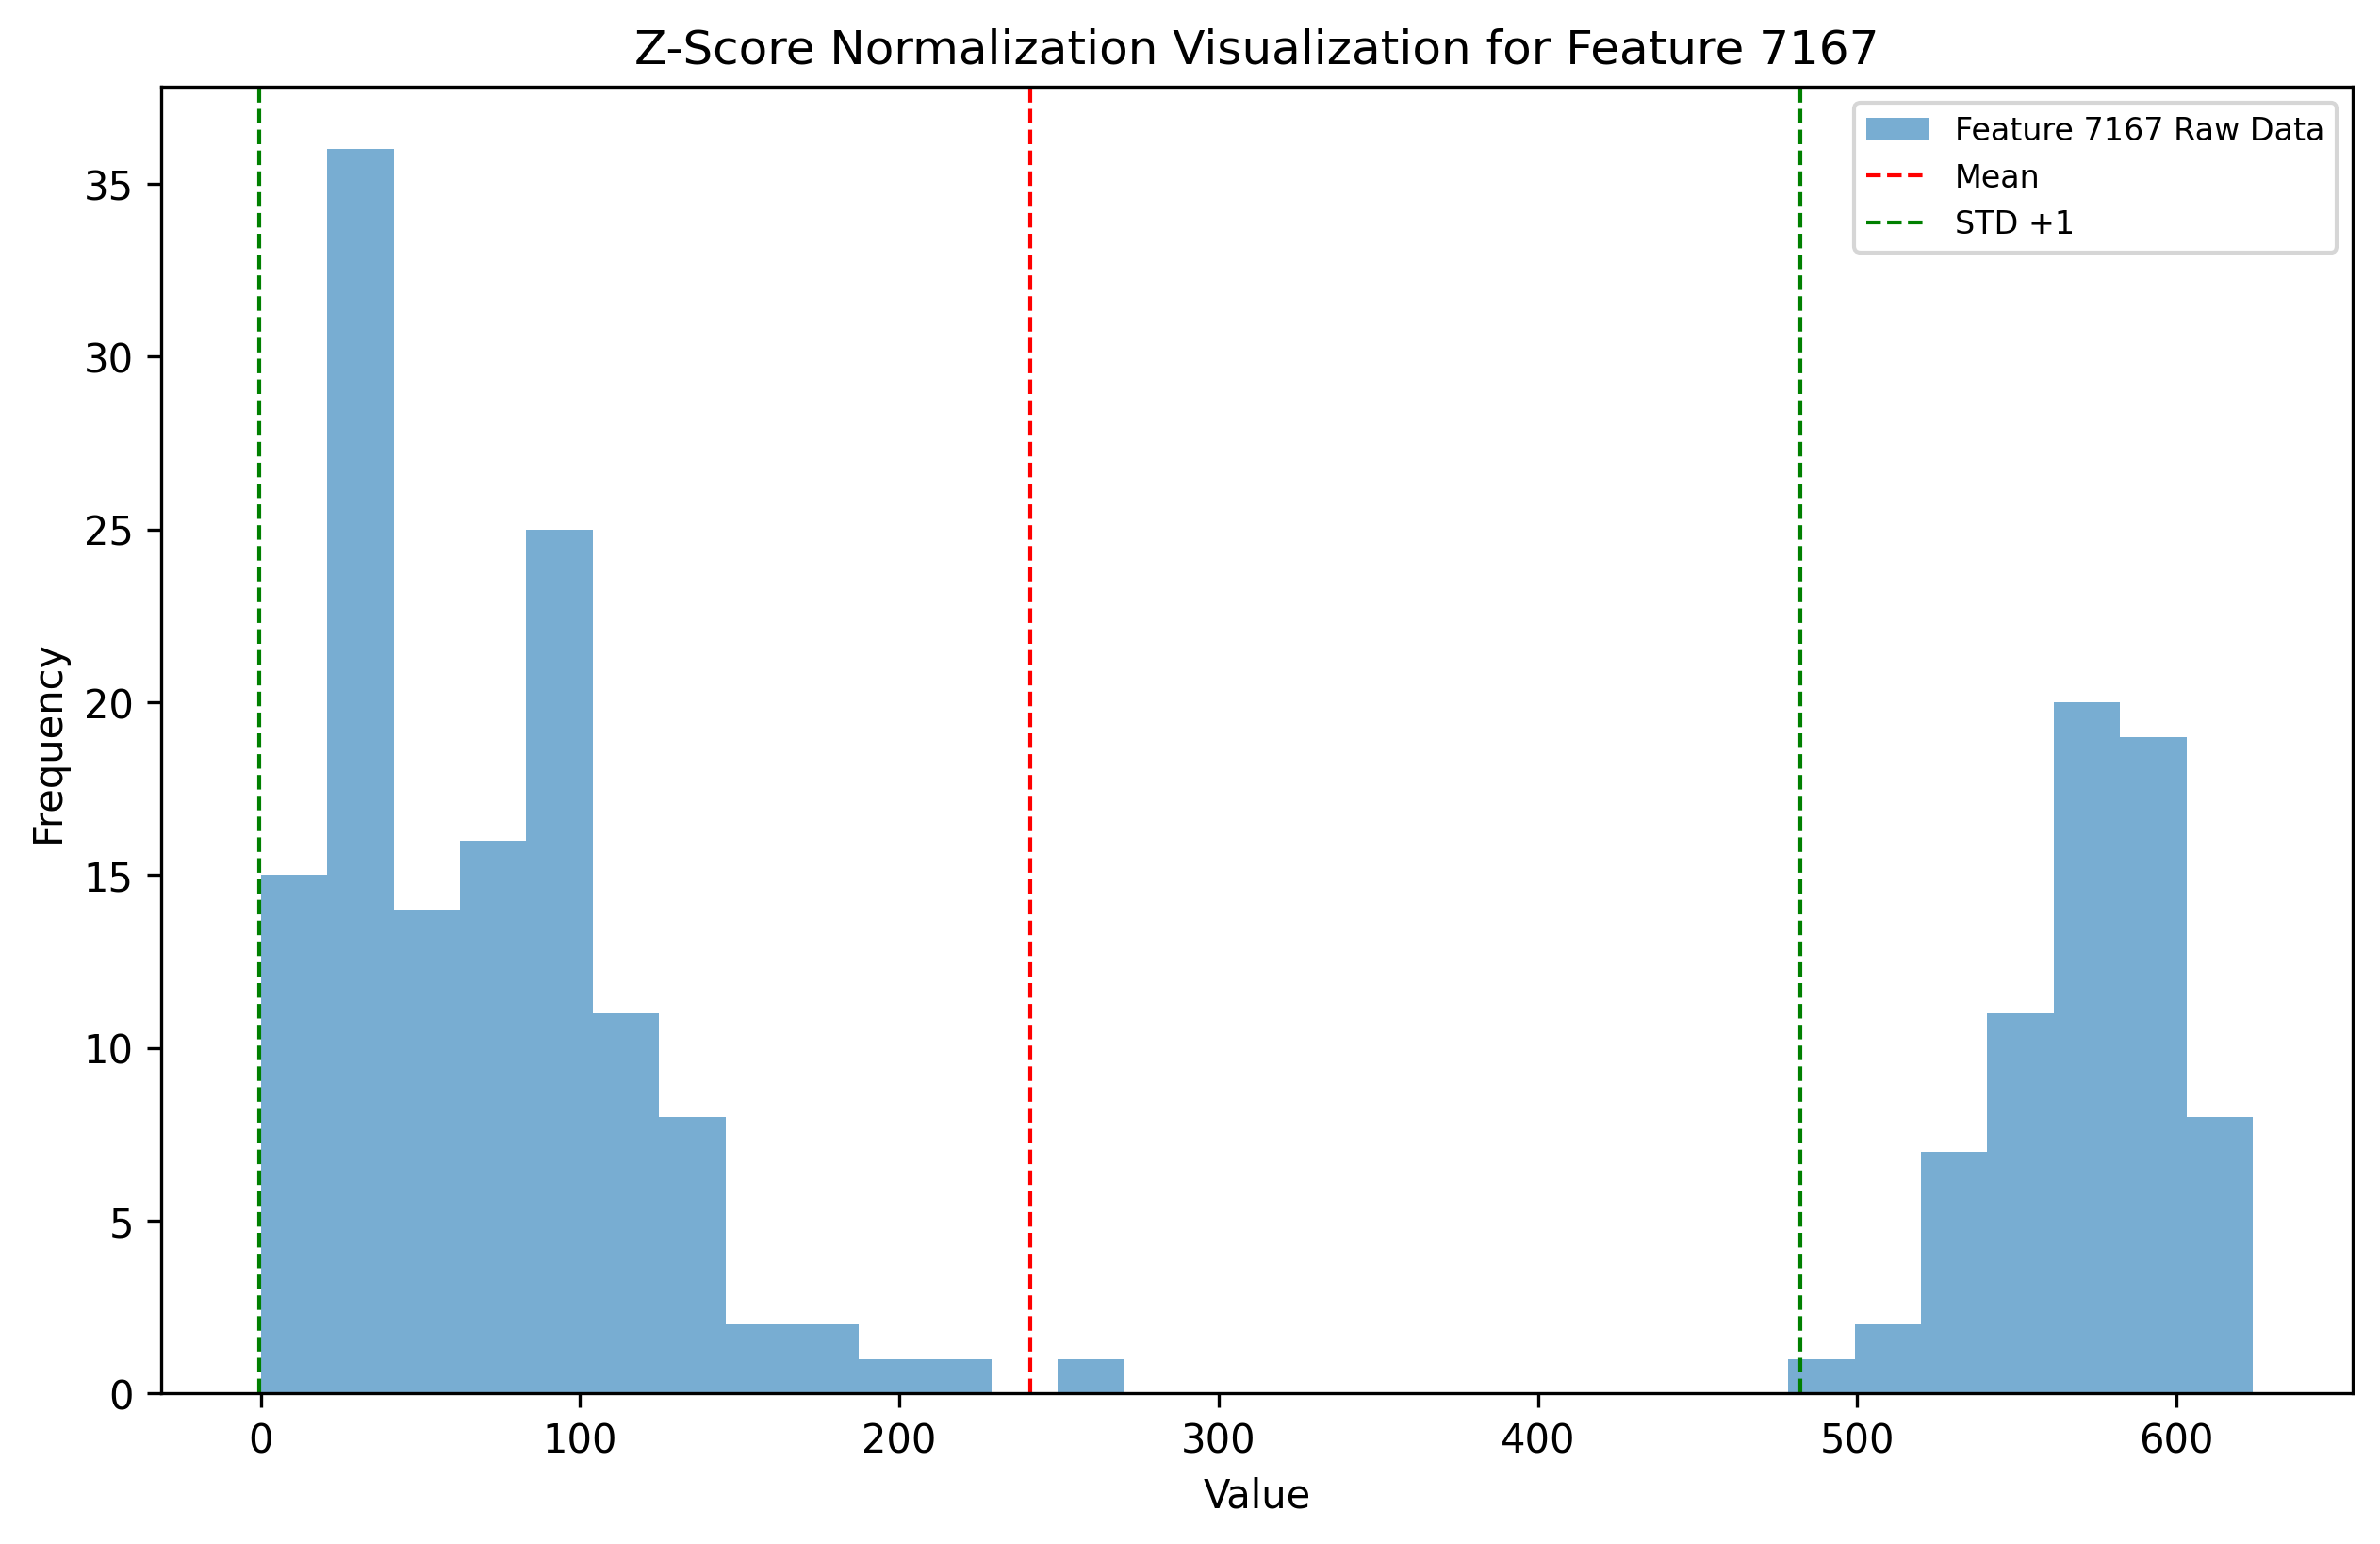 Z-Score Normalization Visualization for Feature 7167
Feature 7167 Raw Data
Mean
STD +1
Frequency
35
30
25
20
15
10
5
0
0 100 200 300 400 500 600
Value